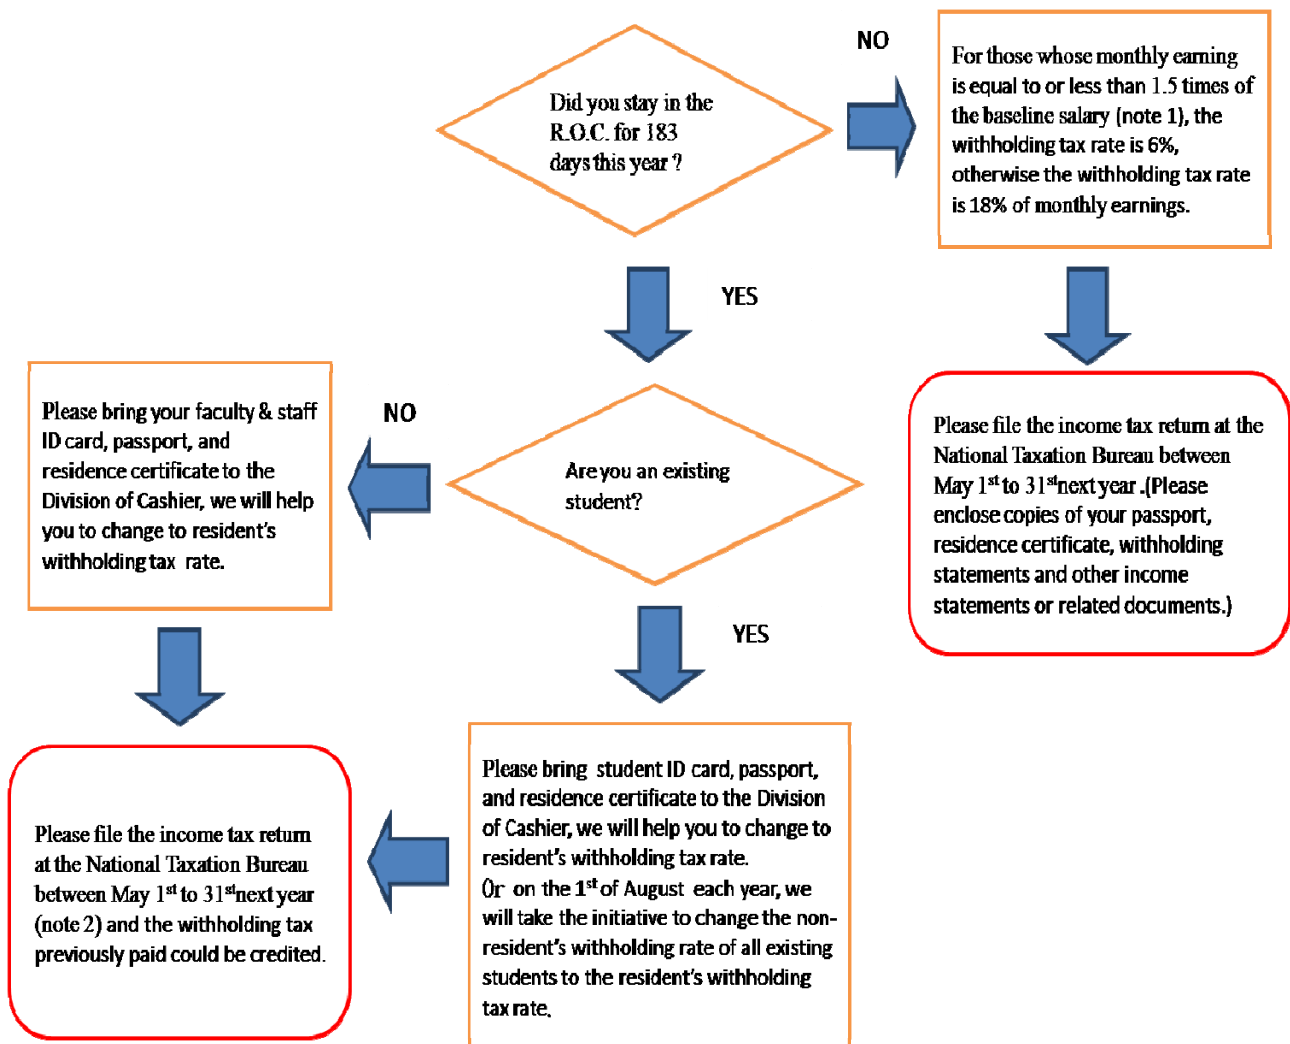 Did you stay in the
R.O.C. for 183
days this year ?
NO
For those whose monthly earning
is equal to or less than 1.5 times of
the baseline salary (note 1), the
withholding tax rate is 6%,
otherwise the withholding tax rate
is 18% of monthly earnings.
YES
Please bring your faculty & staff
ID card, passport, and
residence certificate to the
Division of Cashier, we will help
you to change to resident's
withholding tax rate.
NO
Are you an existing
student?
Please file the income tax return at the
National Taxation Bureau between
May 1st to 31st next year .(Please
enclose copies of your passport,
residence certificate, withholding
statements and other income
statements or related documents.)
YES
Please file the income tax return
at the National Taxation Bureau
between May 1st to 31st next year
(note 2) and the withholding tax
previously paid could be credited.
Please bring student ID card, passport,
and residence certificate to the Division
of Cashier, we will help you to change to
resident's withholding tax rate.
Or on the 1st of August each year, we
will take the initiative to change the non-
resident's withholding rate of all existing
students to the resident's withholding
tax rate.